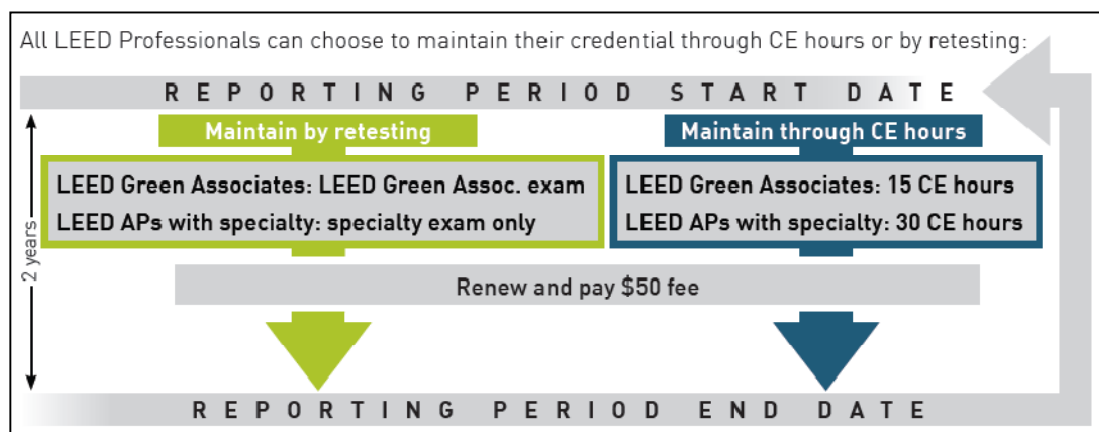 All LEED Professionals can choose to maintain their credential through CE hours or by retesting:
REPORTING PERIOD START DATE
Maintain by retesting
LEED Green Associates: LEED Green Assoc. exam
LEED APs with specialty: specialty exam only
Maintain through CE hours
LEED Green Associates: 15 CE hours
LEED APs with specialty: 30 CE hours
2 years
Renew and pay $50 fee
REPORTING PERIOD END DATE